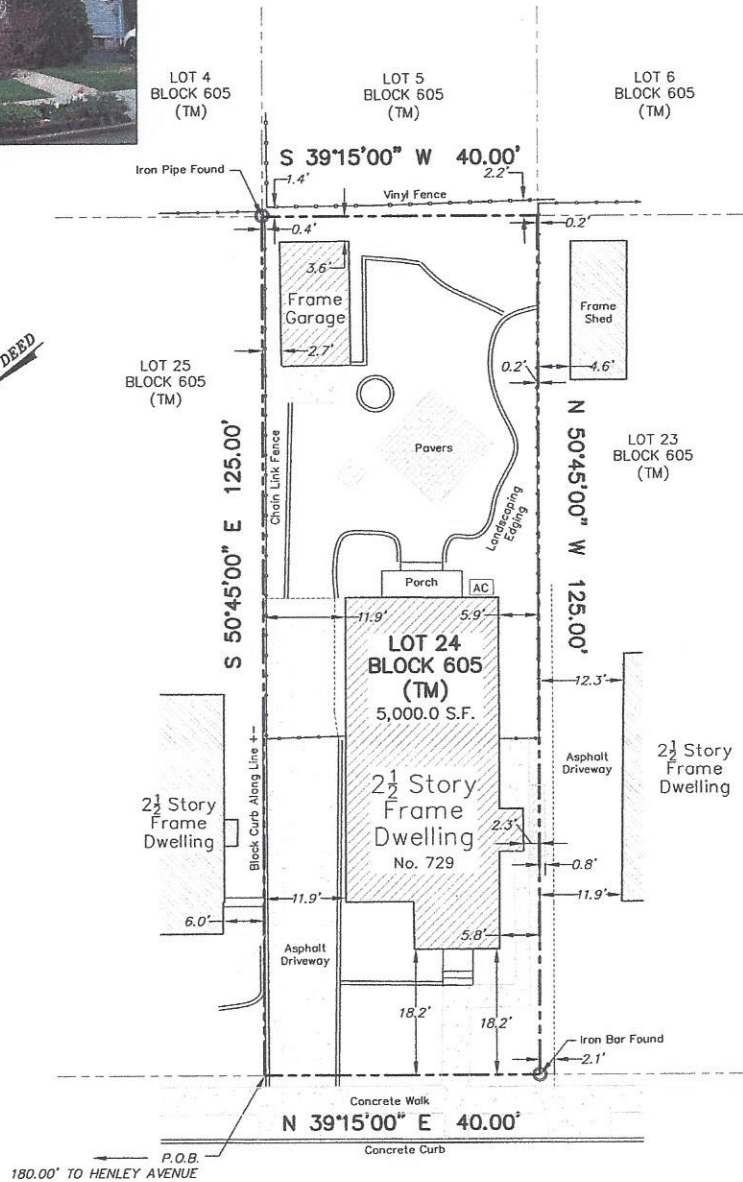 LOT 4
BLOCK 605
(TM)
LOT 5
BLOCK 605
(TM)
LOT 6
BLOCK 605
(TM)
S 39°15'00" W 40.00'
Iron Pipe Found
1.4'
2.2'
Vinyl Fence
0.4'
0.2'
3.6'
Frame
Garage
Frame
Shed
DEED
2.7'
0.2'
4.6'
LOT 25
BLOCK 605
(TM)
LOT 23
BLOCK 605
(TM)
S 50°45'00" E 125.00'
Chain Link Fence
Pavers
Landscaping
Edging
N 50°45'00" W 125.00'
Porch
AC
11.9'
5.9'
LOT 24
BLOCK 605
(TM)
5,000.0 S.F.
12.3'
Block Curb Along Line +-
Asphalt
Driveway
2½ Story
Frame
Dwelling
2½ Story
Frame
Dwelling
No. 729
2½ Story
Frame
Dwelling
2.3'
0.8'
11.9'
11.9'
6.0'
5.8'
Asphalt
Driveway
18.2'
18.2'
Iron Bar Found
2.1'
Concrete Walk
N 39°15'00" E 40.00'
Concrete Curb
P.O.B.
180.00' TO HENLEY AVENUE